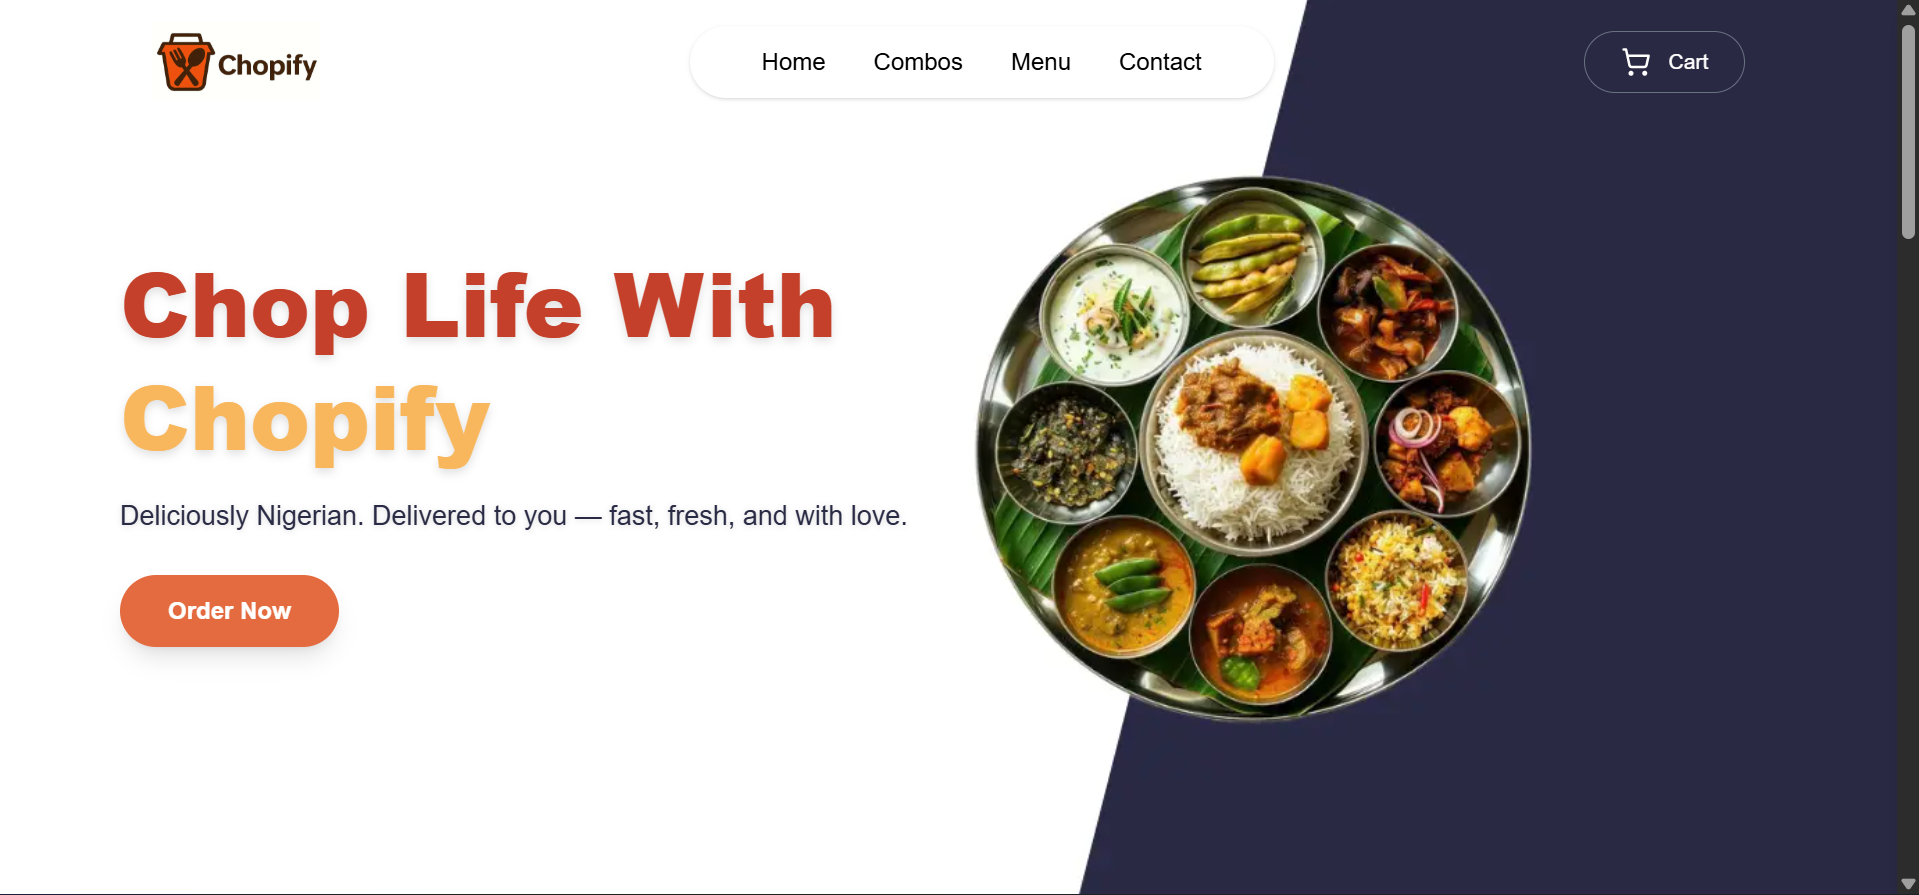 Chopify
Home Combos Menu Contact
Cart
Chop Life With
Chopify
Deliciously Nigerian. Delivered to you — fast, fresh, and with love.
Order Now